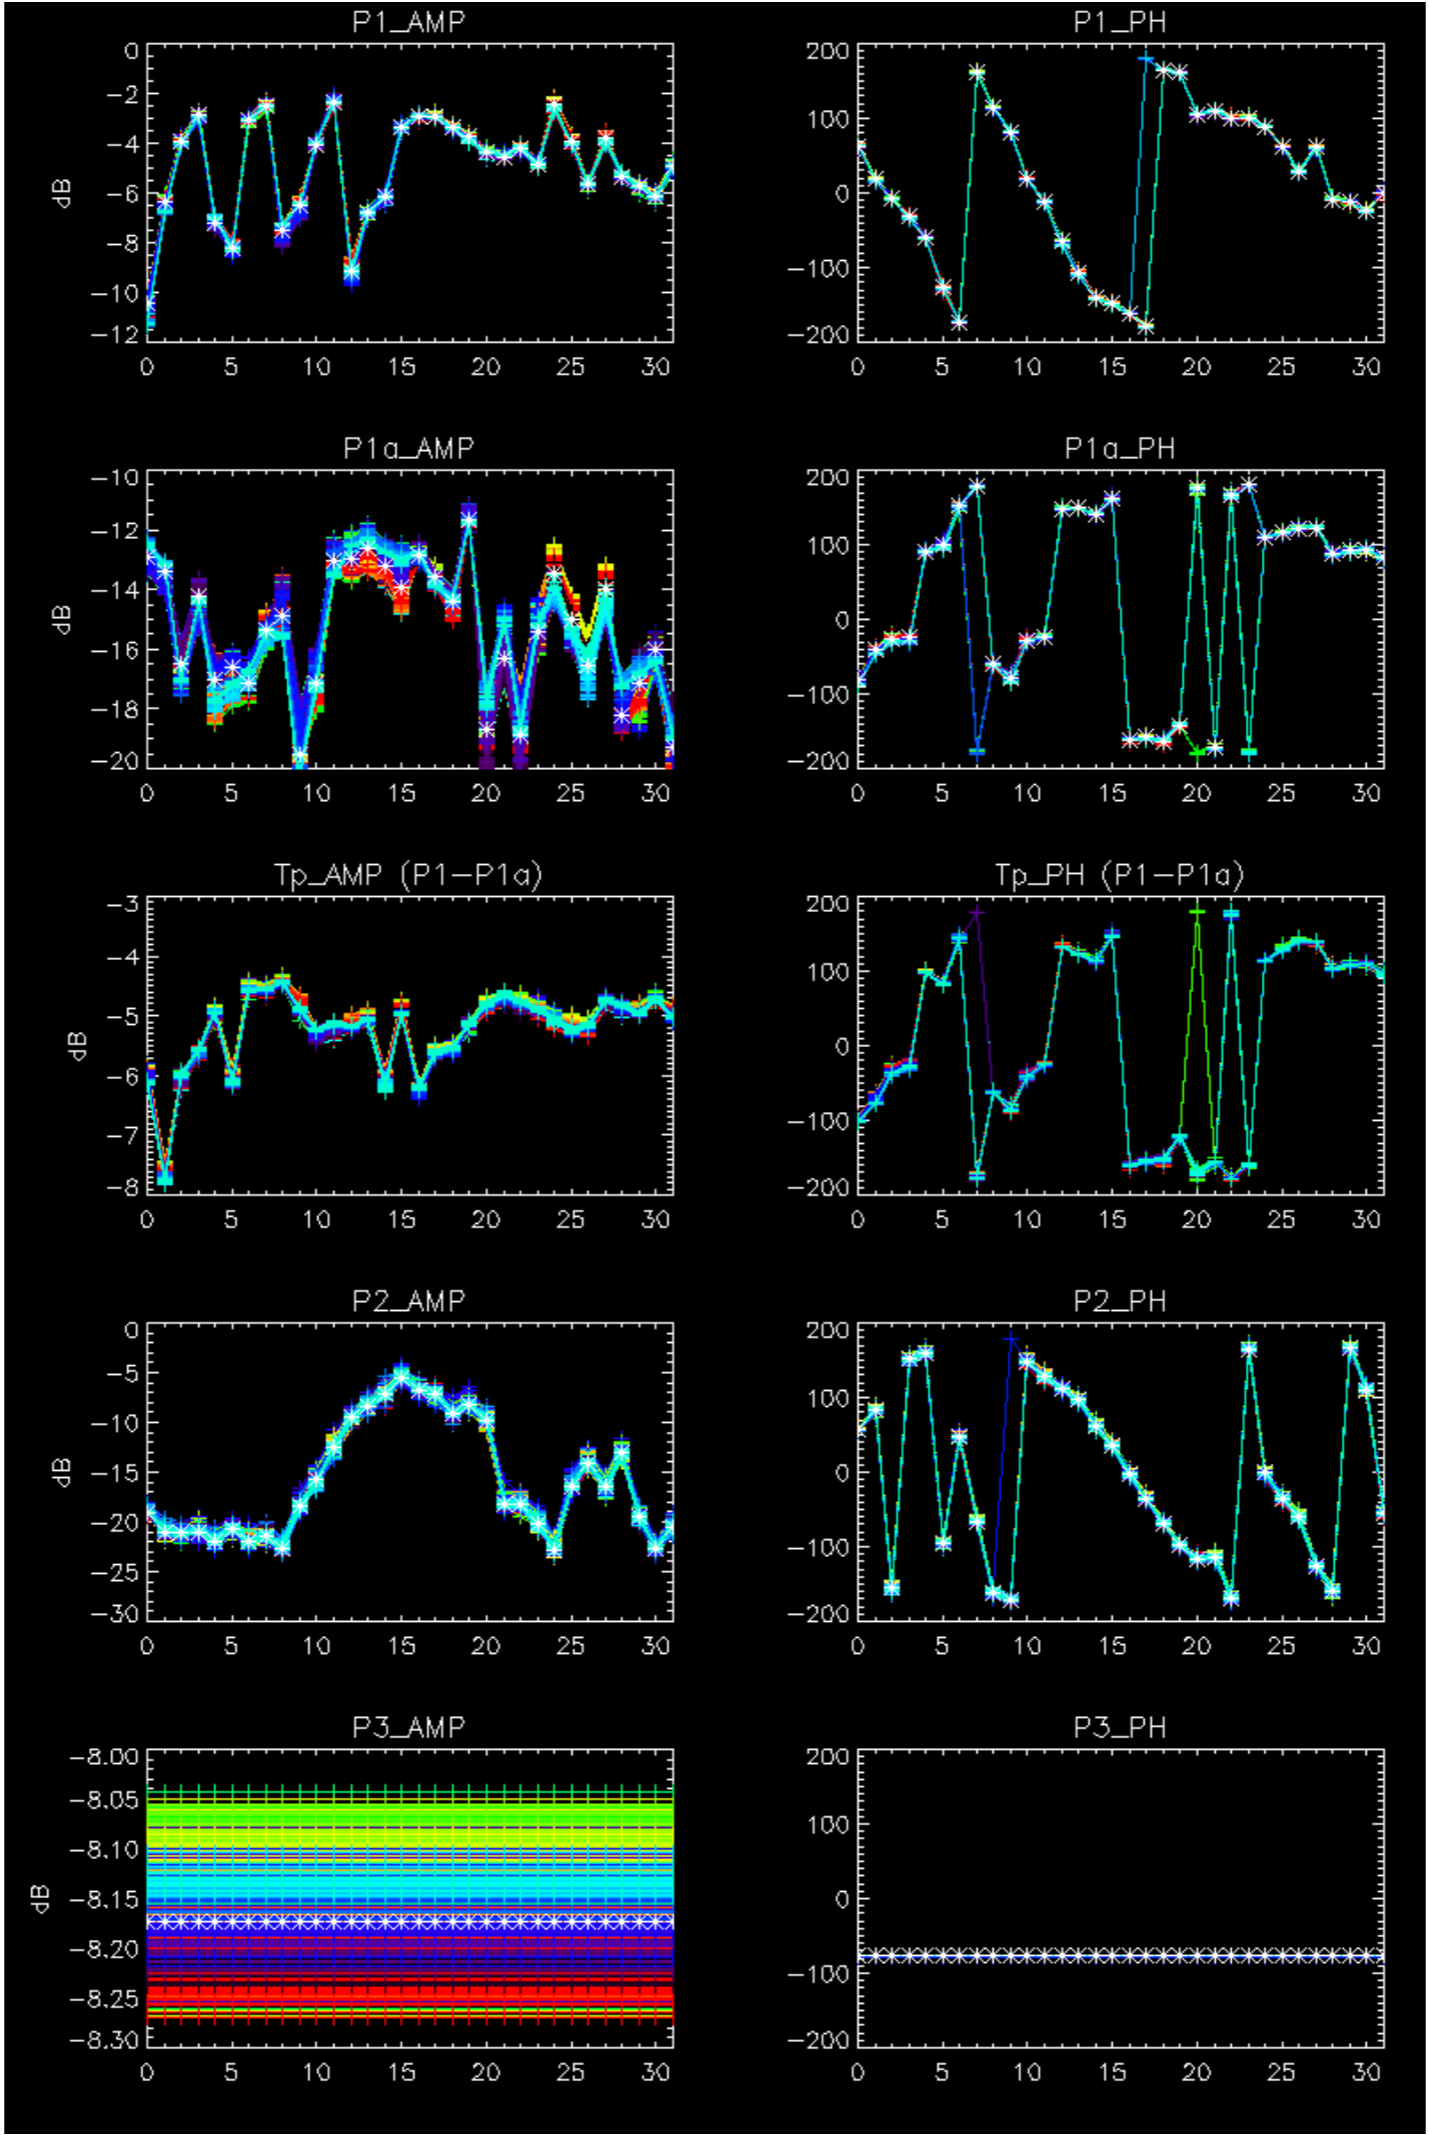 P1_AMP P1_PH
0 200
−2 100
−4 0
dB
−6
−8 −100
−10
−12 −200
0 5 10 15 20 25 30 0 5 10 15 20 25 30
P1a_AMP P1a_PH
−10 200
−12 100
−14 0
dB
−16
−18 −100
−20 −200
0 5 10 15 20 25 30 0 5 10 15 20 25 30
Tp_AMP (P1−P1a) Tp_PH (P1−P1a)
−3 200
−4 100
−5 0
dB
−6
−7 −100
−8 −200
0 5 10 15 20 25 30 0 5 10 15 20 25 30
P2_AMP P2_PH
0 200
−5 100
−10
−15 0
dB
−20 −100
−25
−30 −200
0 5 10 15 20 25 30 0 5 10 15 20 25 30
P3_AMP P3_PH
−8.00 200
−8.05 100
−8.10
−8.15 0
dB
−8.20
−8.25 −100
−8.30 −200
0 5 10 15 20 25 30 0 5 10 15 20 25 30